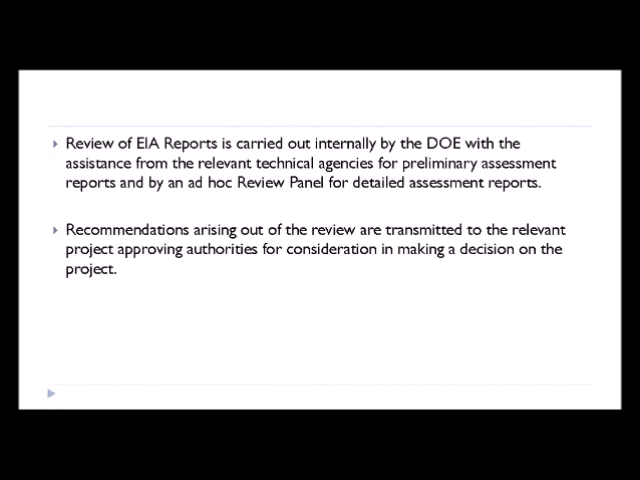 Review of EIA Reports is carried out internally by the DOE with the
assistance from the relevant technical agencies for preliminary assessment
reports and by an ad hoc Review Panel for detailed assessment reports.
Recommendations arising out of the review are transmitted to the relevant
project approving authorities for consideration in making a decision on the
project.